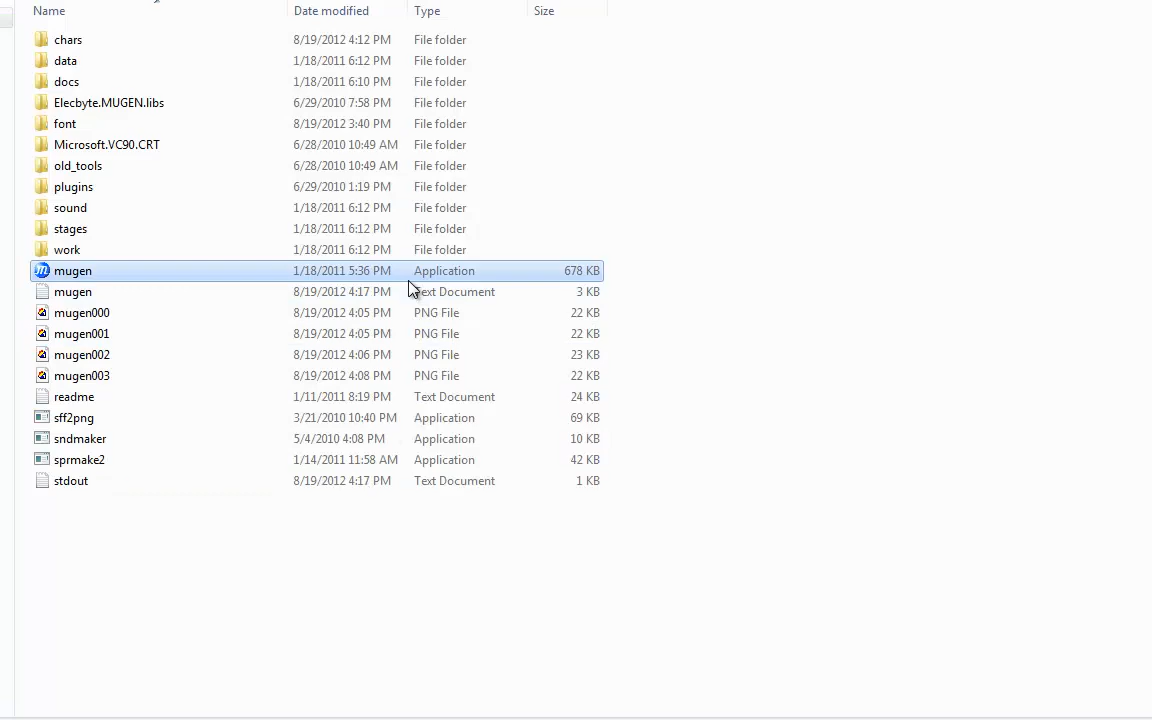 Name Date modified Type Size
chars 8/19/2012 4:12 PM File folder
data 1/18/2011 6:12 PM File folder
docs 1/18/2011 6:10 PM File folder
Elecbyte.MUGEN.libs 6/29/2010 7:58 PM File folder
font 8/19/2012 3:40 PM File folder
Microsoft.VC90.CRT 6/28/2010 10:49 AM File folder
old_tools 6/28/2010 10:49 AM File folder
plugins 6/29/2010 1:19 PM File folder
sound 1/18/2011 6:12 PM File folder
stages 1/18/2011 6:12 PM File folder
work 1/18/2011 6:12 PM File folder
mugen 1/18/2011 5:36 PM Application 678 KB
mugen 8/19/2012 4:17 PM Text Document 3 KB
mugen000 8/19/2012 4:05 PM PNG File 22 KB
mugen001 8/19/2012 4:05 PM PNG File 22 KB
mugen002 8/19/2012 4:06 PM PNG File 23 KB
mugen003 8/19/2012 4:08 PM PNG File 22 KB
readme 1/11/2011 8:19 PM Text Document 24 KB
sff2png 3/21/2010 10:40 PM Application 69 KB
sndmaker 5/4/2010 4:08 PM Application 10 KB
sprmake2 1/14/2011 11:58 AM Application 42 KB
stdout 8/19/2012 4:17 PM Text Document 1 KB